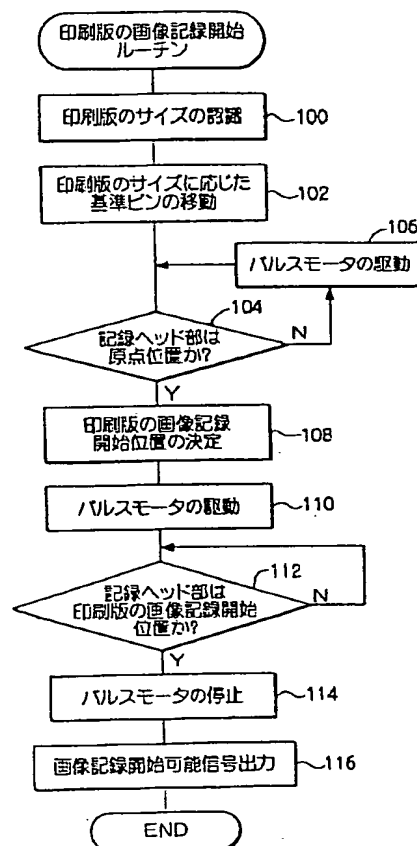 印刷版の画像記録開始
ルーチン
印刷版のサイズの認識
100
印刷版のサイズに応じた
基準ピンの移動
102
106
パルスモータの駆動
104
記録ヘッド部は
原点位置か?
N
Y
印刷版の画像記録
開始位置の決定
108
パルスモータの駆動
110
112
記録ヘッド部は
印刷版の画像記録開始
位置か?
N
Y
パルスモータの停止
114
画像記録開始可能信号出力
116
END